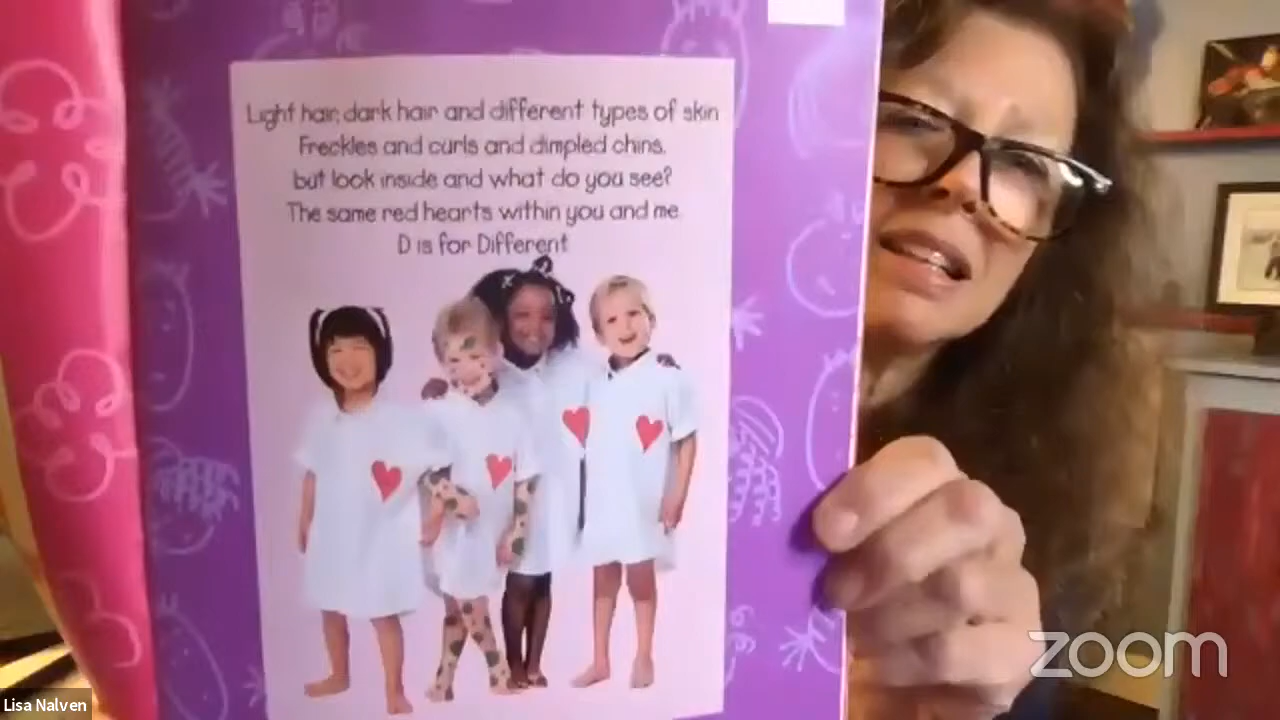 Light hair, dark hair and different types of skin
Freckles and curls and dimpled chins,
but look inside and what do you see?
The same red hearts within you and me.
D is for Different
zoom
Lisa Nalven